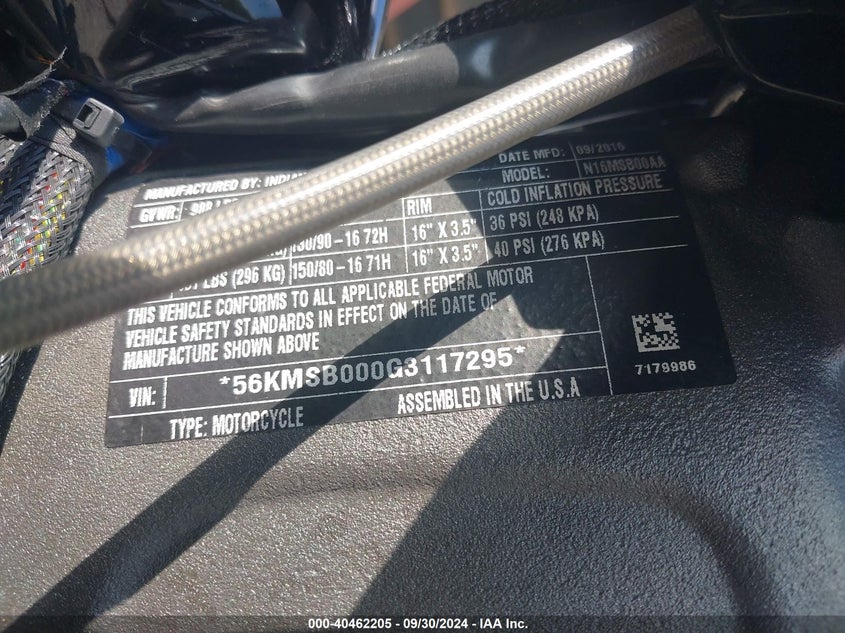 DATE MFD: 09/2016
MANUFACTURED BY: MODEL: N16MSB00AA
GVWR: RIM COLD INFLATION PRESSURE
130/90-16 72H 16" X 3.5" 36 PSI (248 KPA)
LBS (296 KG) 150/80-16 71H 16" X 3.5" 40 PSI (276 KPA)
THIS VEHICLE CONFORMS TO ALL APPLICABLE FEDERAL MOTOR
VEHICLE SAFETY STANDARDS IN EFFECT ON THE DATE OF
MANUFACTURE SHOWN ABOVE
VIN: *56KMSB000G3117295*
7179986
TYPE: MOTORCYCLE ASSEMBLED IN THE U.S.A
000-40462205 - 09/30/2024 - IAA Inc.